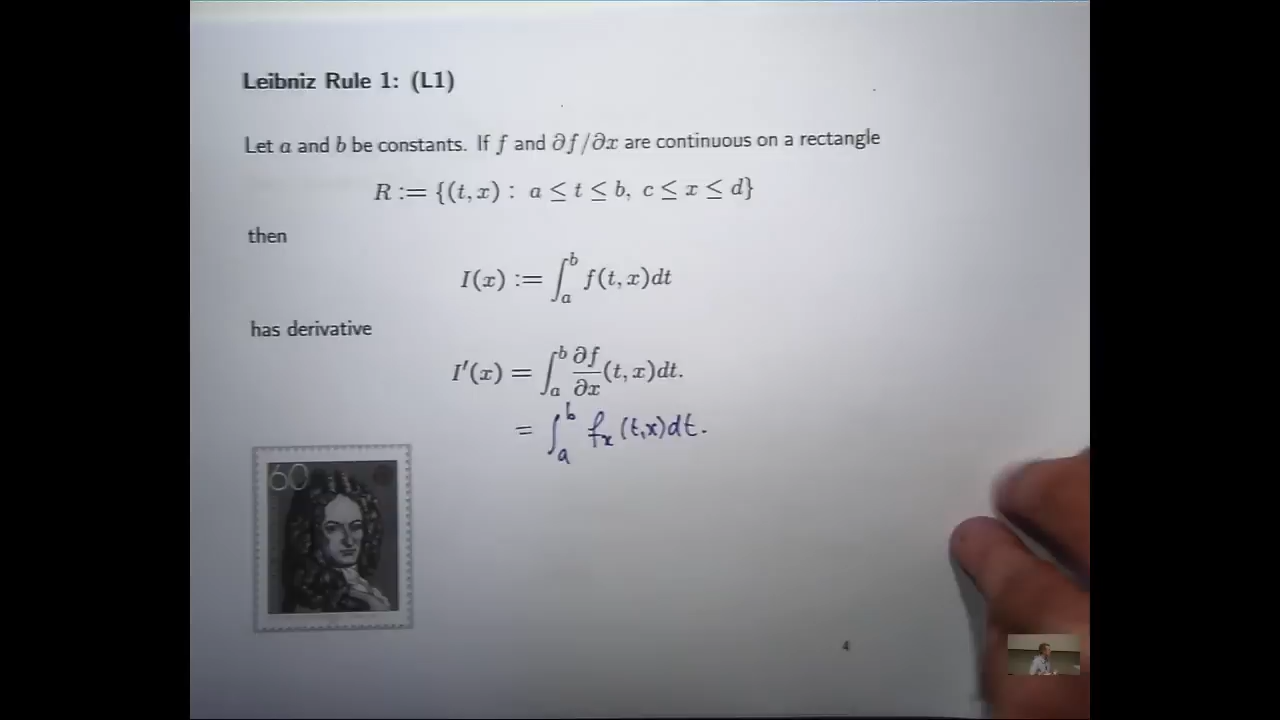 Leibniz Rule 1: (L1)
Let a and b be constants. If f and ∂f/∂x are continuous on a rectangle
R := {(t, x) : a ≤ t ≤ b, c ≤ x ≤ d}
then
I(x) := ∫_a^b f(t, x)dt
has derivative
I′(x) = ∫_a^b ∂f/∂x (t, x)dt.
= ∫_a^b f_x (t,x)dt.
60
4